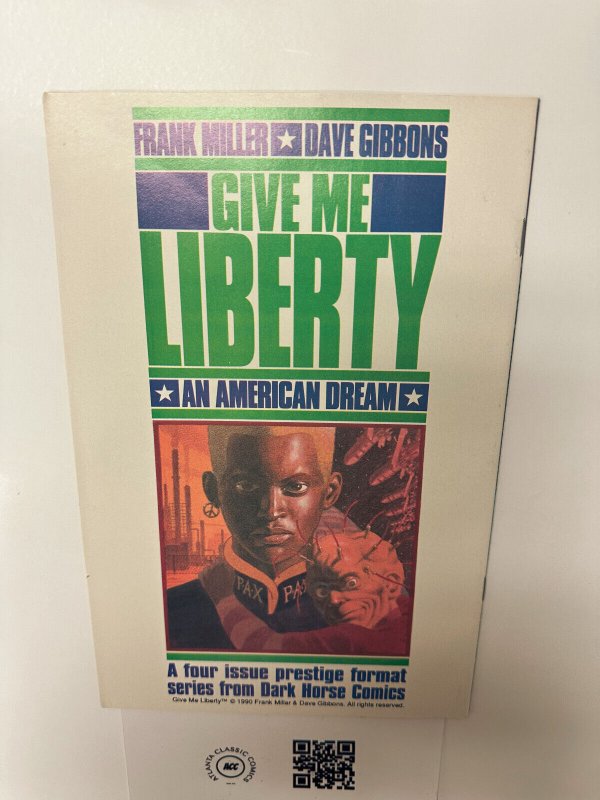 FRANK MILLER ★ DAVE GIBBONS
GIVE ME
LIBERTY
★ AN AMERICAN DREAM ★
PAX PAX
A four issue prestige format
series from Dark Horse Comics
Give Me Liberty™ © 1990 Frank Miller & Dave Gibbons. All rights reserved.
ATLANTA CLASSIC COMICS
ACC